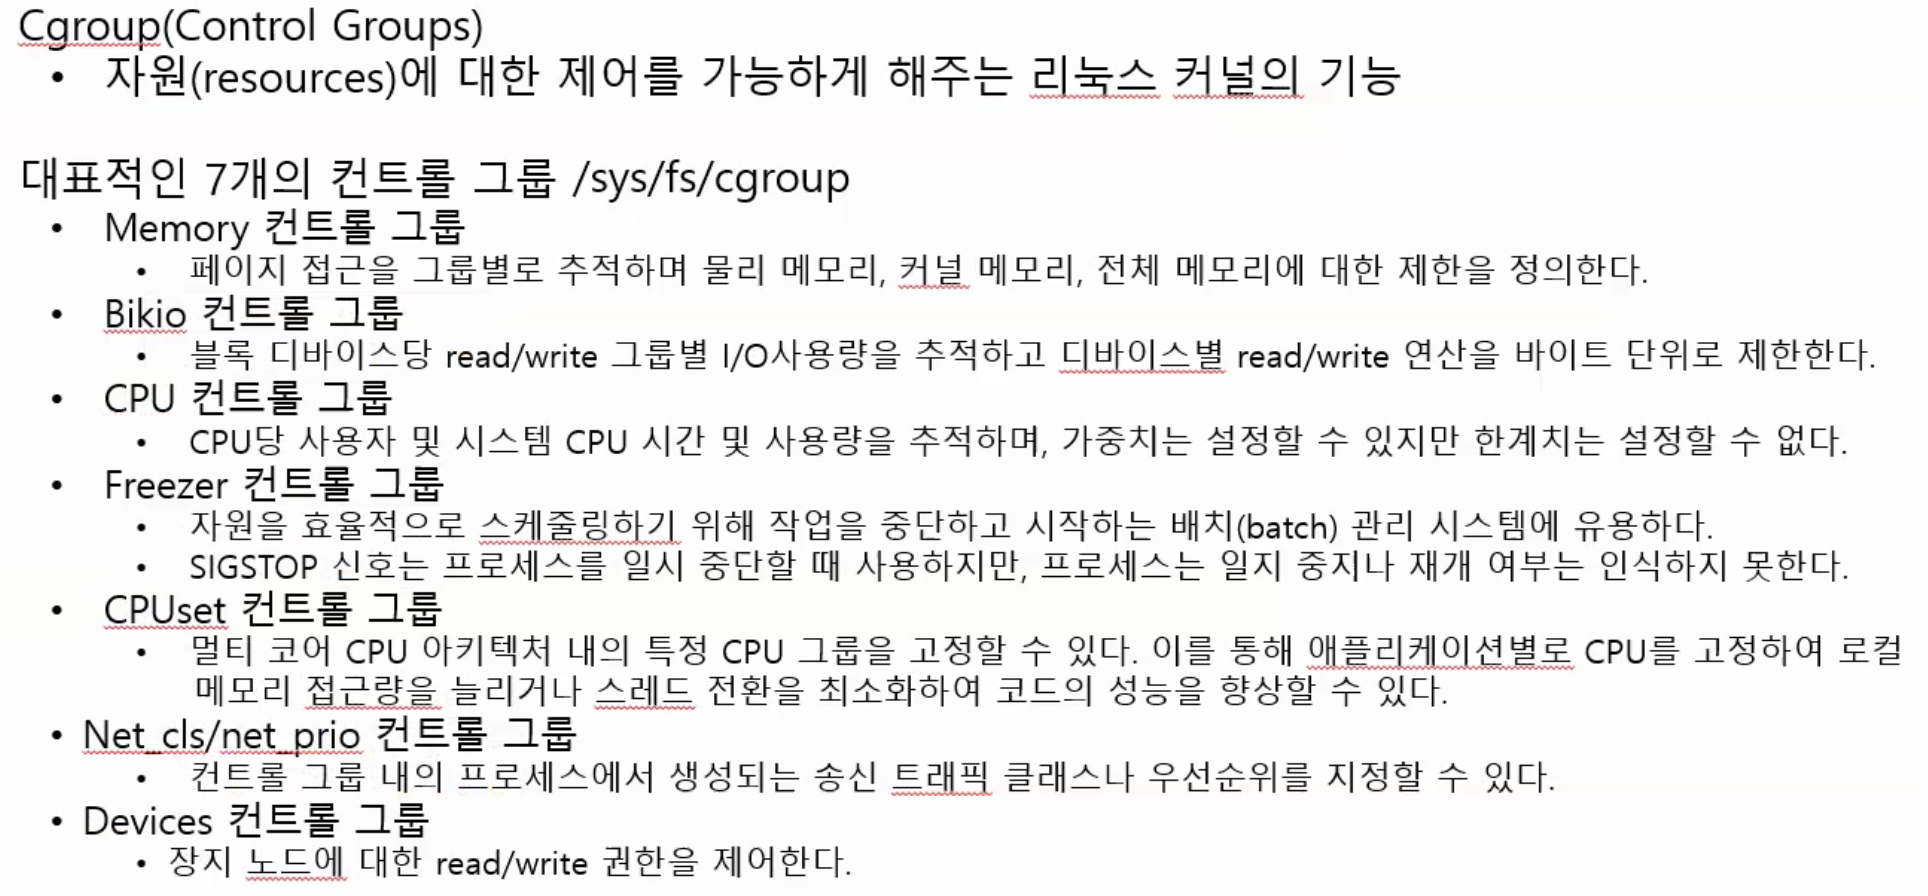 Cgroup(Control Groups)
• 자원(resources)에 대한 제어를 가능하게 해주는 리눅스 커널의 기능
대표적인 7개의 컨트롤 그룹 /sys/fs/cgroup
• Memory 컨트롤 그룹
• 페이지 접근을 그룹별로 추적하며 물리 메모리, 커널 메모리, 전체 메모리에 대한 제한을 정의한다.
• Bikio 컨트롤 그룹
• 블록 디바이스당 read/write 그룹별 I/O사용량을 추적하고 디바이스별 read/write 연산을 바이트 단위로 제한한다.
• CPU 컨트롤 그룹
• CPU당 사용자 및 시스템 CPU 시간 및 사용량을 추적하며, 가중치는 설정할 수 있지만 한계치는 설정할 수 없다.
• Freezer 컨트롤 그룹
• 자원을 효율적으로 스케줄링하기 위해 작업을 중단하고 시작하는 배치(batch) 관리 시스템에 유용하다.
• SIGSTOP 신호는 프로세스를 일시 중단할 때 사용하지만, 프로세스는 일지 중지나 재개 여부는 인식하지 못한다.
• CPUset 컨트롤 그룹
• 멀티 코어 CPU 아키텍처 내의 특정 CPU 그룹을 고정할 수 있다. 이를 통해 애플리케이션별로 CPU를 고정하여 로컬
메모리 접근량을 늘리거나 스레드 전환을 최소화하여 코드의 성능을 향상할 수 있다.
• Net_cls/net_prio 컨트롤 그룹
• 컨트롤 그룹 내의 프로세스에서 생성되는 송신 트래픽 클래스나 우선순위를 지정할 수 있다.
• Devices 컨트롤 그룹
• 장지 노드에 대한 read/write 권한을 제어한다.